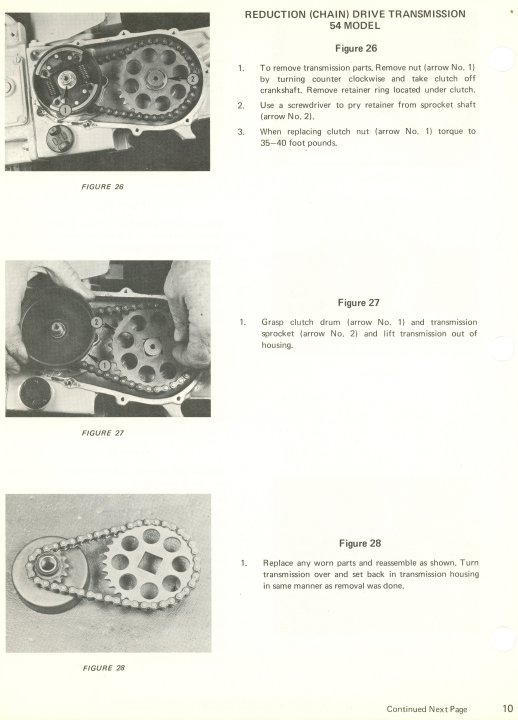 REDUCTION (CHAIN) DRIVE TRANSMISSION
54 MODEL
Figure 26
1. To remove transmission parts. Remove nut (arrow No. 1)
by turning counter clockwise and take clutch off
crankshaft. Remove retainer ring located under clutch.
2. Use a screwdriver to pry retainer from sprocket shaft
(arrow No. 2).
3. When replacing clutch nut (arrow No. 1) torque to
35—40 foot pounds.
2
1
FIGURE 26
Figure 27
1. Grasp clutch drum (arrow No. 1) and transmission
sprocket (arrow No. 2) and lift transmission out of
housing.
2
1
FIGURE 27
Figure 28
1. Replace any worn parts and reassemble as shown. Turn
transmission over and set back in transmission housing
in same manner as removal was done.
FIGURE 28
Continued Next Page 10